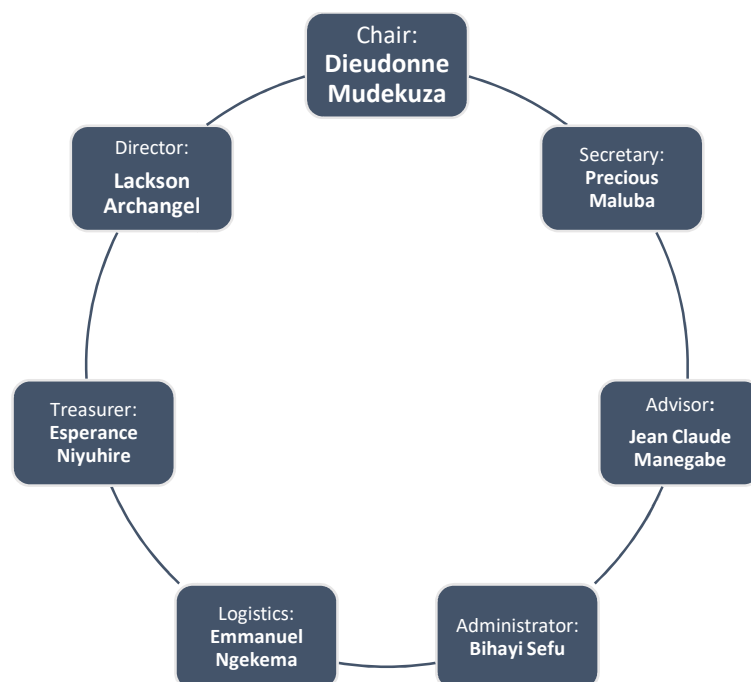 Chair:
Dieudonne
Mudekuza
Secretary:
Precious
Maluba
Advisor:
Jean Claude
Manegabe
Administrator:
Bihayi Sefu
Logistics:
Emmanuel
Ngekema
Treasurer:
Esperance
Niyuhire
Director:
Lackson
Archangel